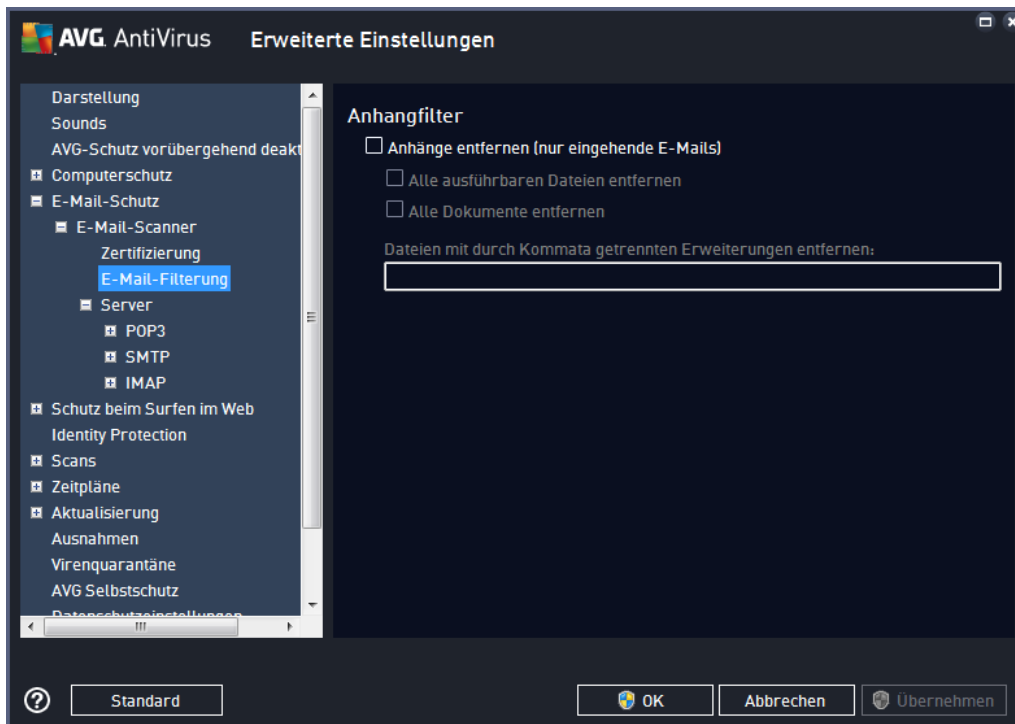 AVG. AntiVirus Erweiterte Einstellungen
Darstellung
Sounds
AVG-Schutz vorübergehend deakt
Computerschutz
E-Mail-Schutz
E-Mail-Scanner
Zertifizierung
E-Mail-Filterung
Server
POP3
SMTP
IMAP
Schutz beim Surfen im Web
Identity Protection
Scans
Zeitpläne
Aktualisierung
Ausnahmen
Virenquarantäne
AVG Selbstschutz
Datenschutzeinstellungen
Anhangfilter
Anhänge entfernen (nur eingehende E-Mails)
Alle ausführbaren Dateien entfernen
Alle Dokumente entfernen
Dateien mit durch Kommata getrennten Erweiterungen entfernen:
? Standard OK Abbrechen Übernehmen